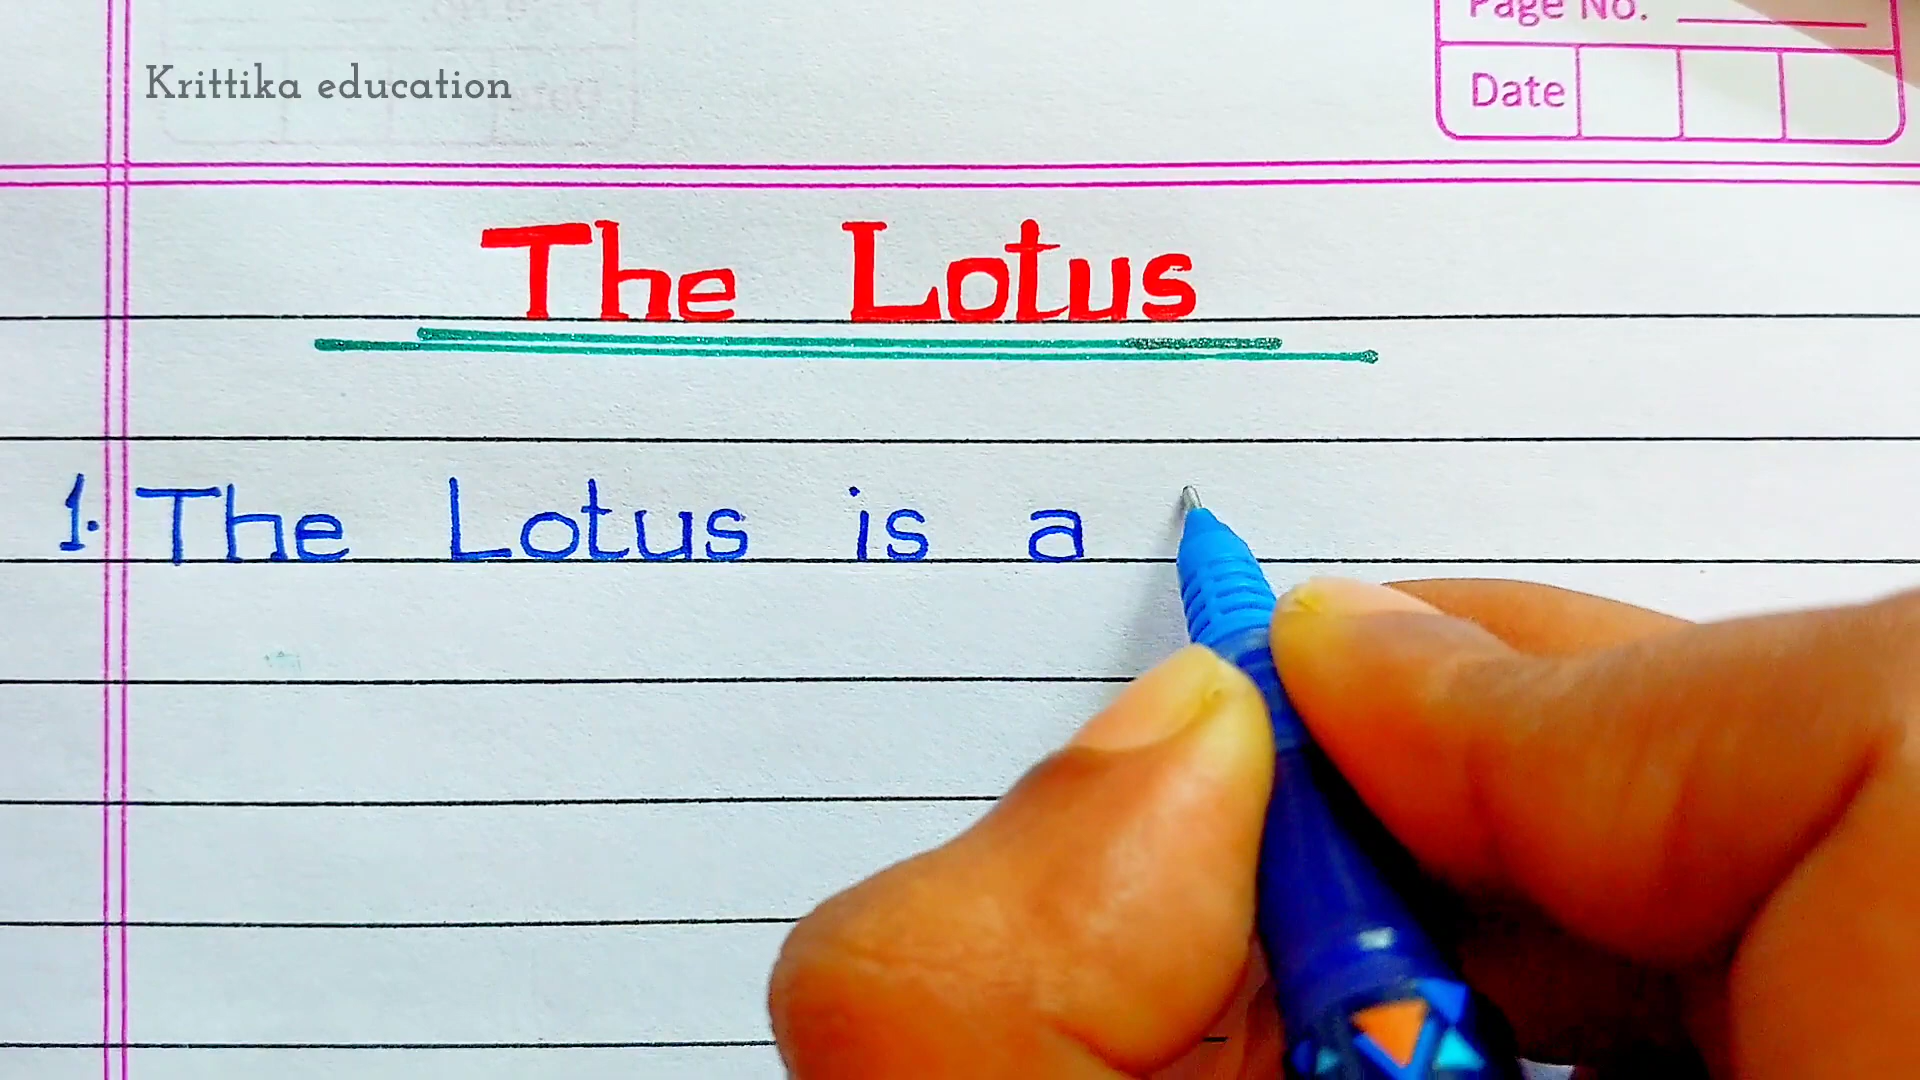 Page No.
Krittika education
Date
The Lotus
1. The Lotus is a